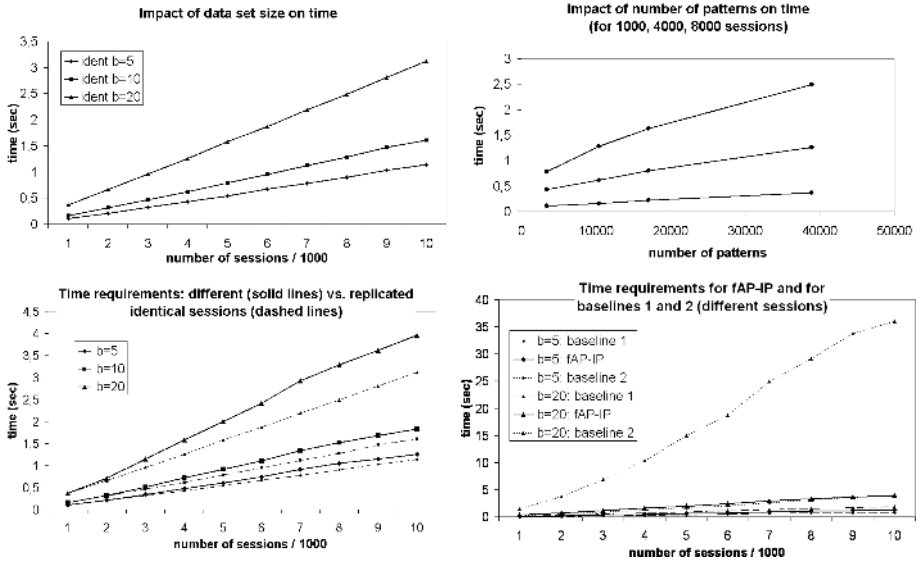 Impact of data set size on time
3,5
3
2,5
2
1,5
1
0,5
0
time (sec)
ident b=5
ident b=10
ident b=20
1 2 3 4 5 6 7 8 9 10
number of sessions / 1000
Impact of number of patterns on time
(for 1000, 4000, 8000 sessions)
3
2,5
2
1,5
1
0,5
0
time (sec)
0 10000 20000 30000 40000 50000
number of patterns
Time requirements: different (solid lines) vs. replicated
identical sessions (dashed lines)
4,5
4
3,5
3
2,5
2
1,5
1
0,5
0
time (sec)
b=5
b=10
b=20
1 2 3 4 5 6 7 8 9 10
number of sessions / 1000
Time requirements for fAP-IP and for
baselines 1 and 2 (different sessions)
40
35
30
25
20
15
10
5
0
time (sec)
b=5: baseline 1
b=5: fAP-IP
b=5: baseline 2
b=20: baseline 1
b=20: fAP-IP
b=20: baseline 2
1 2 3 4 5 6 7 8 9 10
number of sessions / 1000